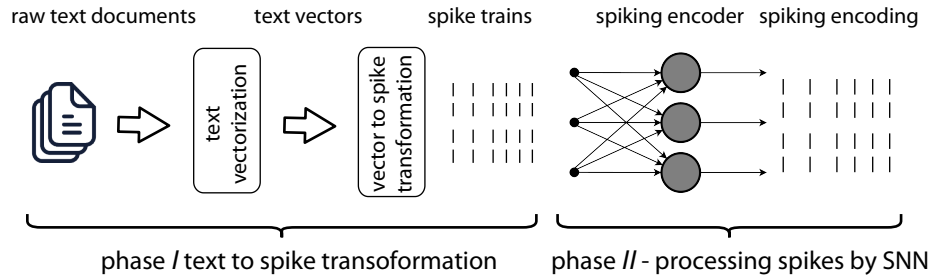 raw text documents
text vectors
spike trains
spiking encoder
spiking encoding
text
vectorization
vector to spike
transformation
phase I text to spike transoformation
phase II - processing spikes by SNN